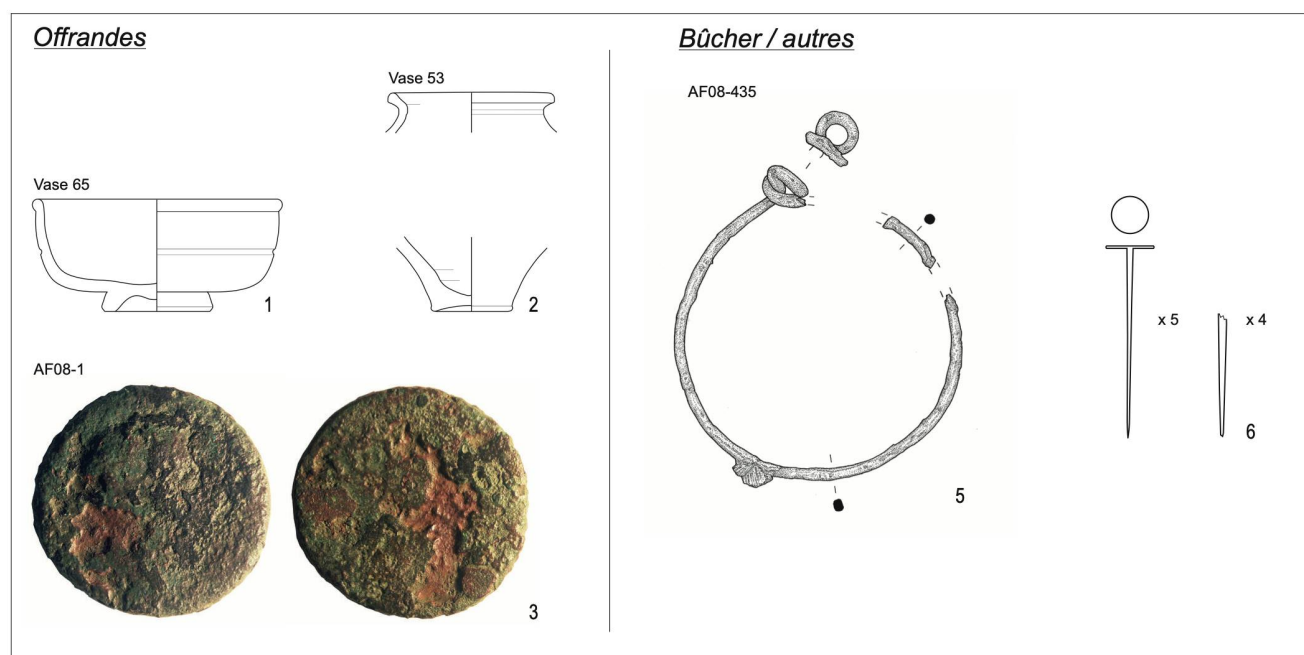 Offrandes
Vase 53
Vase 65
1
2
AF08-1
3
Bûcher / autres
AF08-435
5
x 5
x 4
6